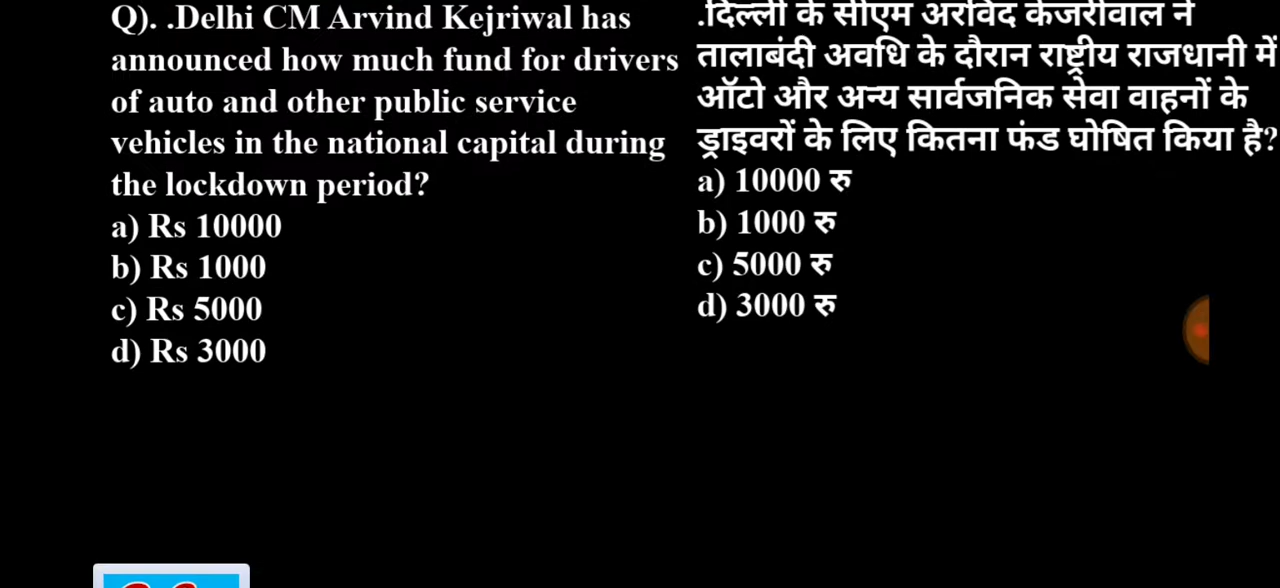 Q). .Delhi CM Arvind Kejriwal has
announced how much fund for drivers
of auto and other public service
vehicles in the national capital during
the lockdown period?
a) Rs 10000
b) Rs 1000
c) Rs 5000
d) Rs 3000
.दिल्ली के सीएम अरविंद केजरीवाल ने
तालाबंदी अवधि के दौरान राष्ट्रीय राजधानी में
ऑटो और अन्य सार्वजनिक सेवा वाहनों के
ड्राइवरों के लिए कितना फंड घोषित किया है?
a) 10000 रु
b) 1000 रु
c) 5000 रु
d) 3000 रु